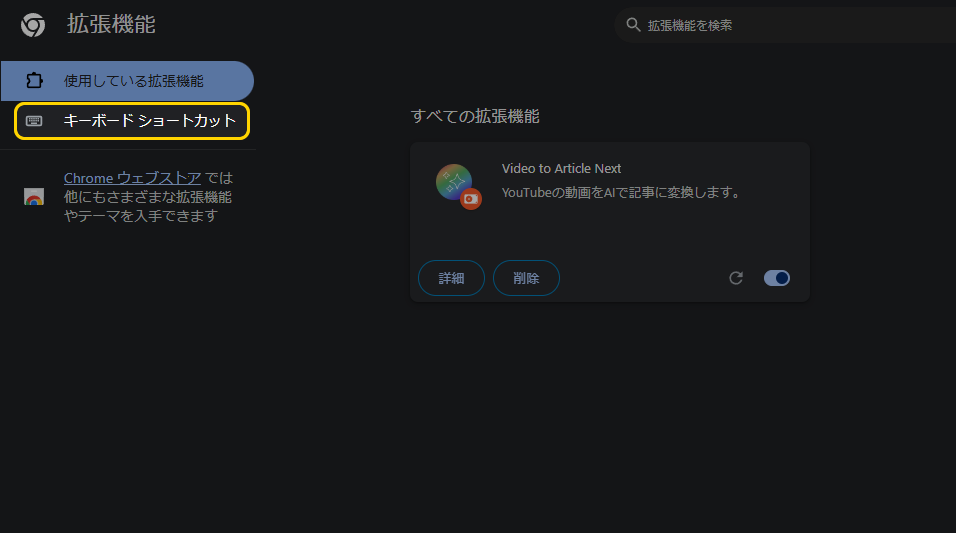 拡張機能
拡張機能を検索
使用している拡張機能
キーボード ショートカット
Chrome ウェブストア では
他にもさまざまな拡張機能
やテーマを入手できます
すべての拡張機能
Video to Article Next
YouTubeの動画をAIで記事に変換します。
詳細
削除